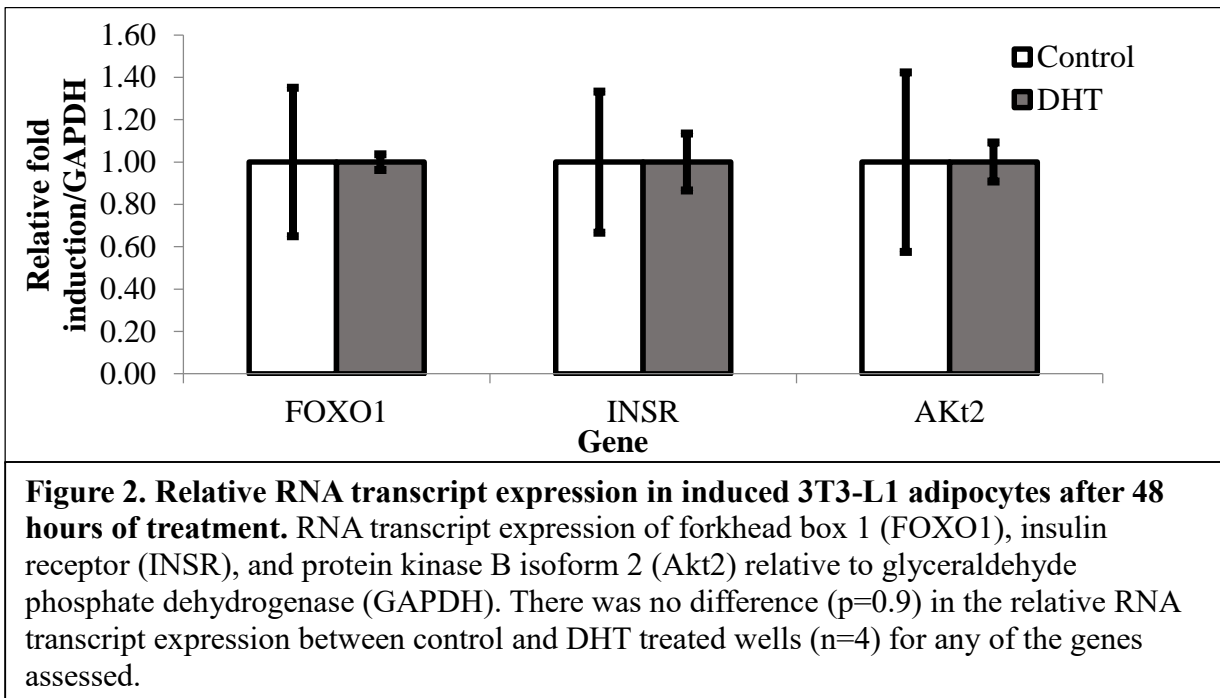 1.60
1.40
1.20
1.00
0.80
0.60
0.40
0.20
0.00
Relative fold
induction/GAPDH
Control
DHT
FOXO1 INSR AKt2
Gene
Figure 2. Relative RNA transcript expression in induced 3T3-L1 adipocytes after 48
hours of treatment. RNA transcript expression of forkhead box 1 (FOXO1), insulin
receptor (INSR), and protein kinase B isoform 2 (Akt2) relative to glyceraldehyde
phosphate dehydrogenase (GAPDH). There was no difference (p=0.9) in the relative RNA
transcript expression between control and DHT treated wells (n=4) for any of the genes
assessed.